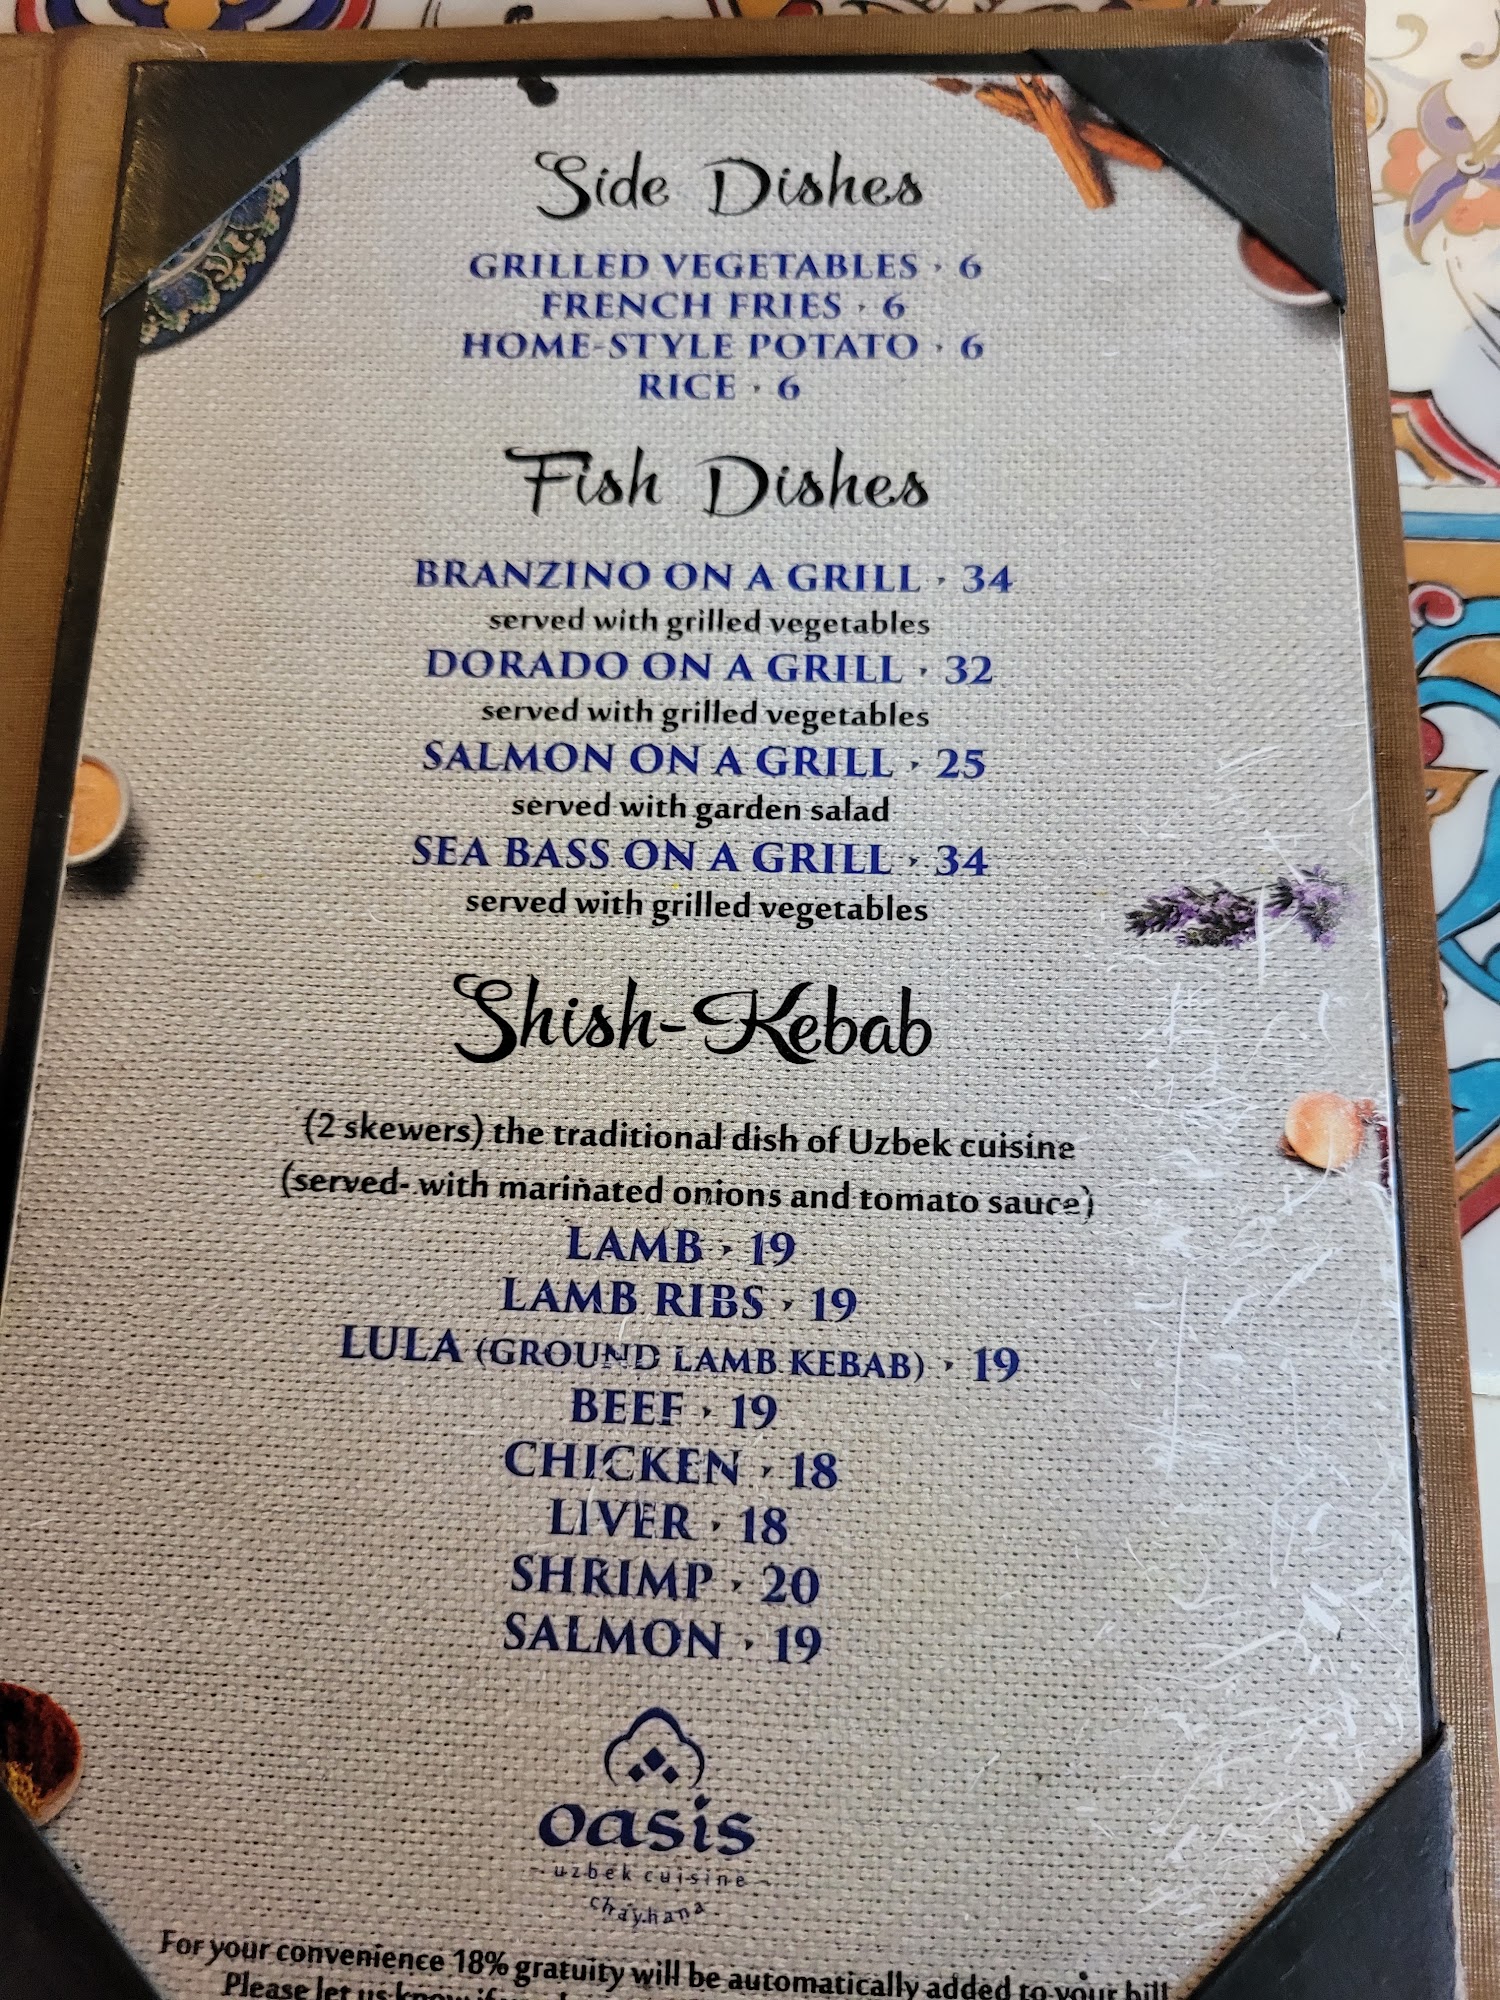 Side Dishes
GRILLED VEGETABLES · 6
FRENCH FRIES · 6
HOME-STYLE POTATO · 6
RICE · 6
Fish Dishes
BRANZINO ON A GRILL · 34
served with grilled vegetables
DORADO ON A GRILL · 32
served with grilled vegetables
SALMON ON A GRILL · 25
served with garden salad
SEA BASS ON A GRILL · 34
served with grilled vegetables
Shish-Kebab
(2 skewers) the traditional dish of Uzbek cuisine
(served- with marinated onions and tomato sauce)
LAMB · 19
LAMB RIBS · 19
LULA (GROUND LAMB KEBAB) · 19
BEEF · 19
CHICKEN · 18
LIVER · 18
SHRIMP · 20
SALMON · 19
oasis
uzbek cuisine
chayhana
For your convenience 18% gratuity will be automatically added to your bill
Please let us know if